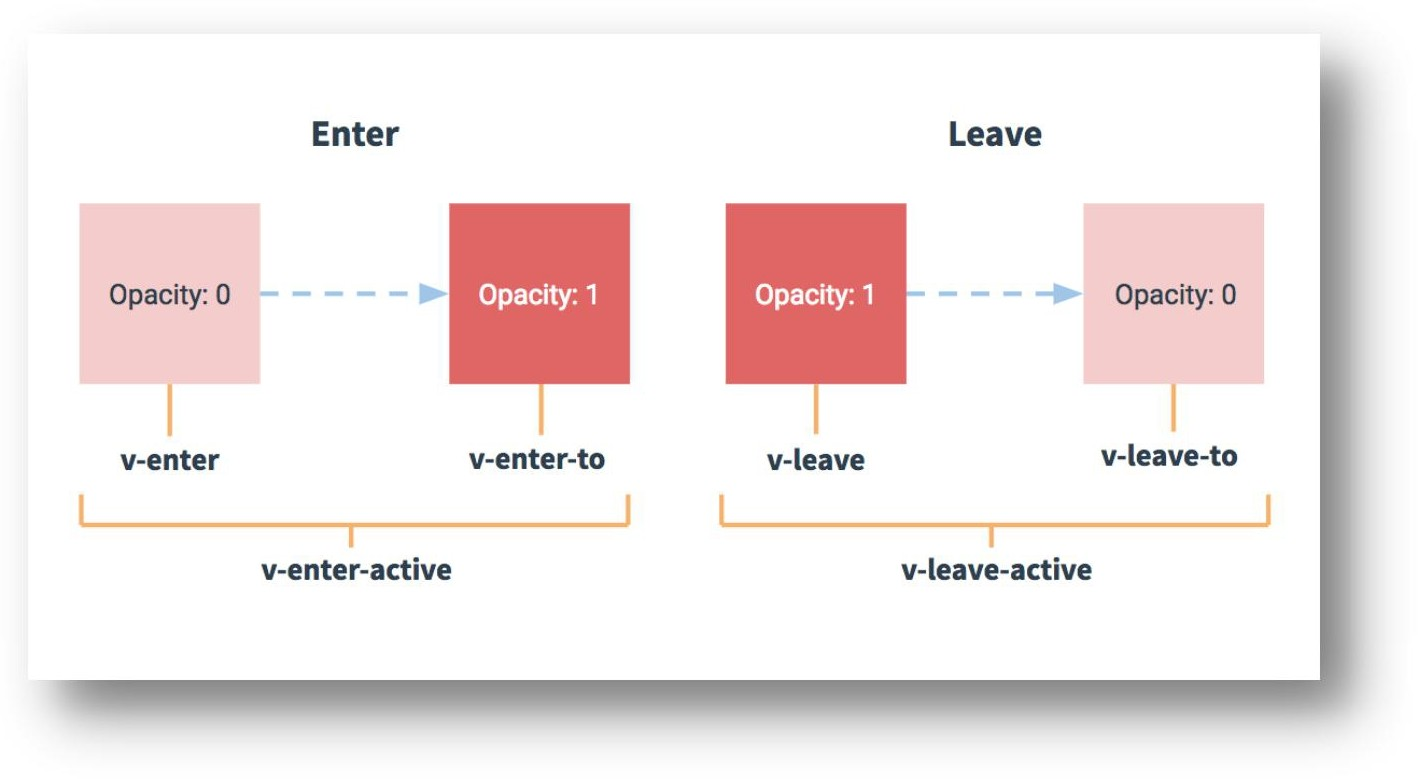 Enter
Leave
Opacity: 0
Opacity: 1
Opacity: 1
Opacity: 0
v-enter
v-enter-to
v-leave
v-leave-to
v-enter-active
v-leave-active